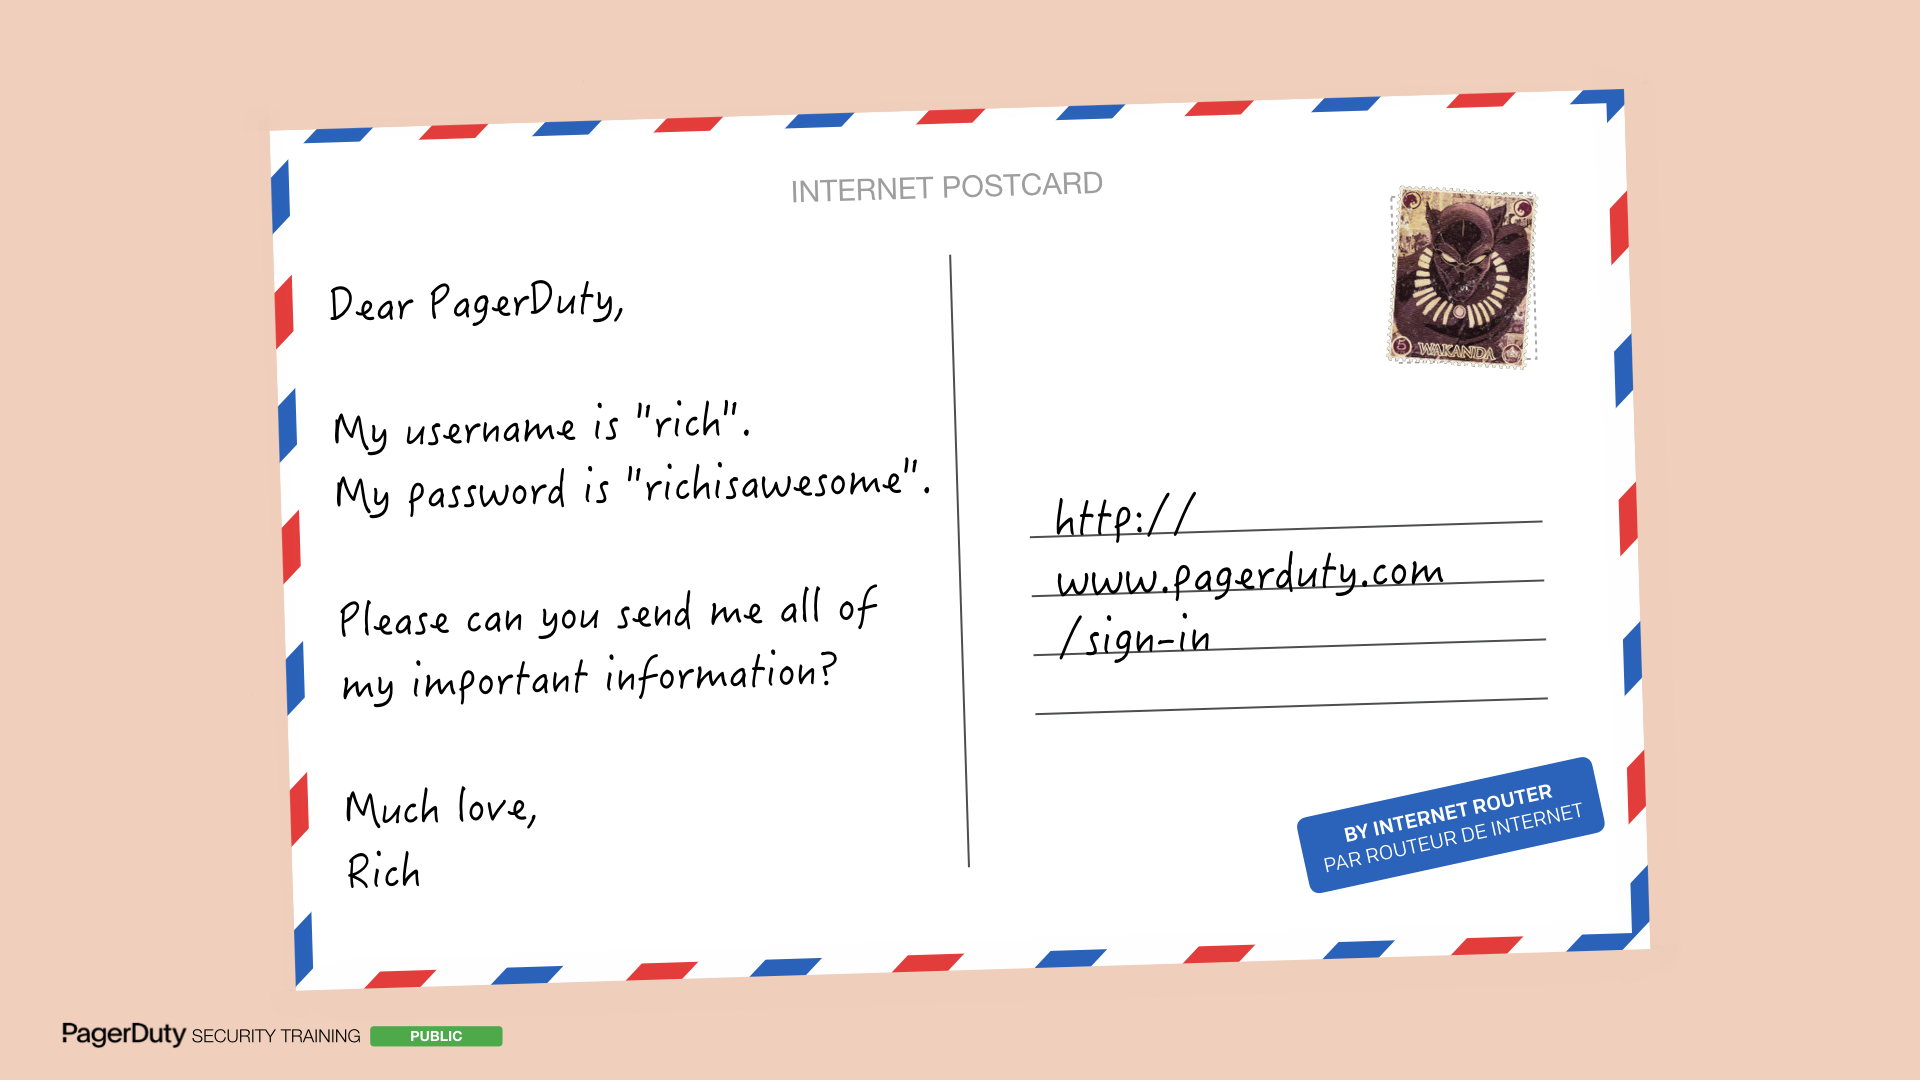 INTERNET POSTCARD
Dear PagerDuty,
My username is "rich".
My password is "richisawesome".
Please can you send me all of
my important information?
Much love,
Rich
5
WAKANDA
http://
www.pagerduty.com
/sign-in
BY INTERNET ROUTER
PAR ROUTEUR DE INTERNET
PagerDuty SECURITY TRAINING PUBLIC